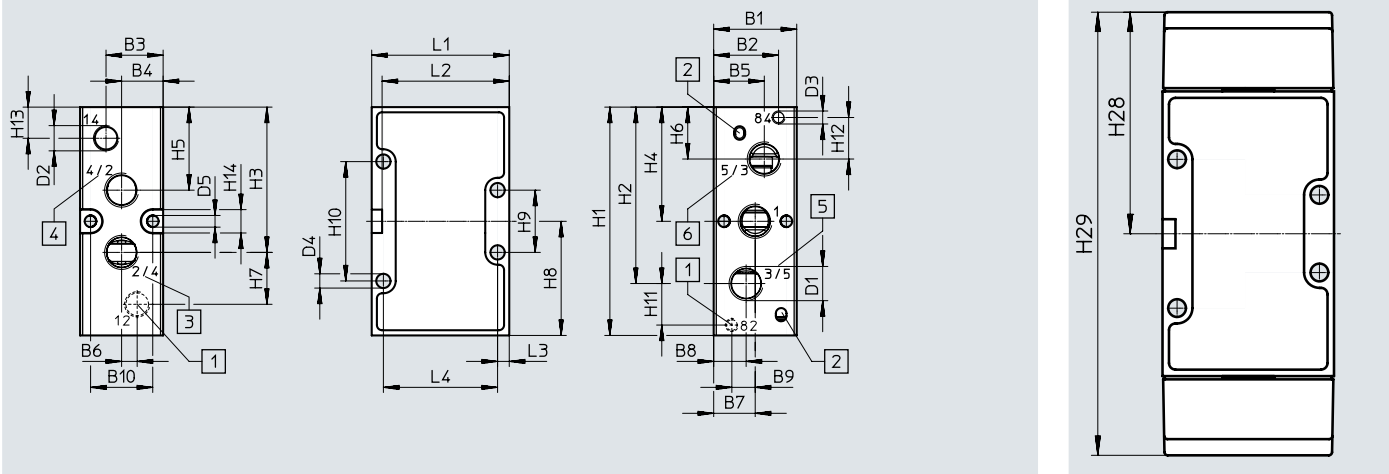 B3
B4
H13
D2
14
4/2
4
H5
D5
H14
H3
2/4
H7
3
12
1
B6
B10
L1
L2
H10
D4
H9
H8
L3
L4
B1
B2
B5
2
D3
84
H12
H6
H4
H2
H1
5/3
1
5
6
1
3/5
D1
H11
82
2
B8
B9
B7
H28
H29